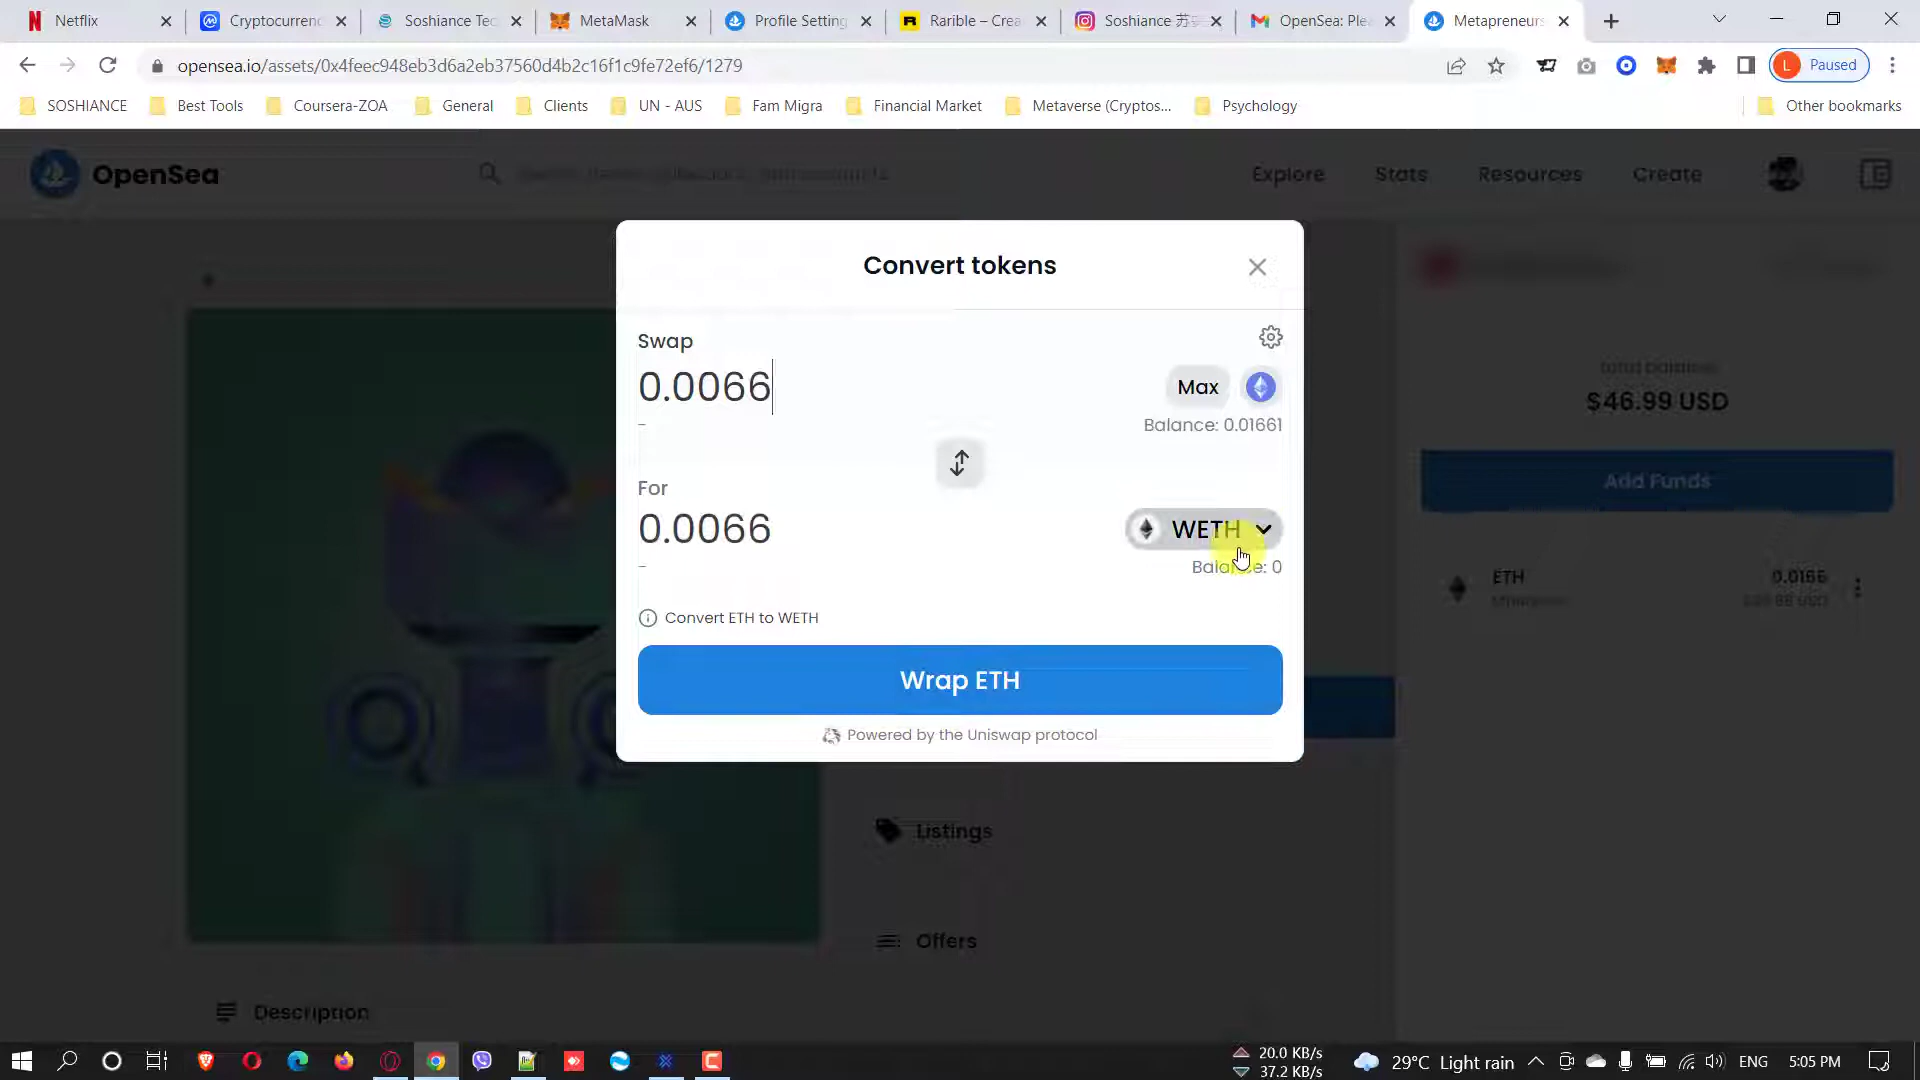 Netflix
Cryptocurrenc
Soshiance Tec
MetaMask
Profile Setting
Rarible – Crea
Soshiance 苏
OpenSea: Plea
Metapreneurs
opensea.io/assets/0x4feec948eb3d6a2eb37560d4b2c16f1c9fe72ef6/1279
L Paused
SOSHIANCE
Best Tools
Coursera-ZOA
General
Clients
UN - AUS
Fam Migra
Financial Market
Metaverse (Cryptos...
Psychology
Other bookmarks
OpenSea
Explore
Stats
Resources
Create
Convert tokens
Swap
0.0066
Max
Balance: 0.01661
For
0.0066
WETH
Balance: 0
Convert ETH to WETH
Wrap ETH
Powered by the Uniswap protocol
total balance
$46.99 USD
Add Funds
ETH
0.0166
Listings
Offers
Description
20.0 KB/s
37.2 KB/s
29°C Light rain
ENG
5:05 PM